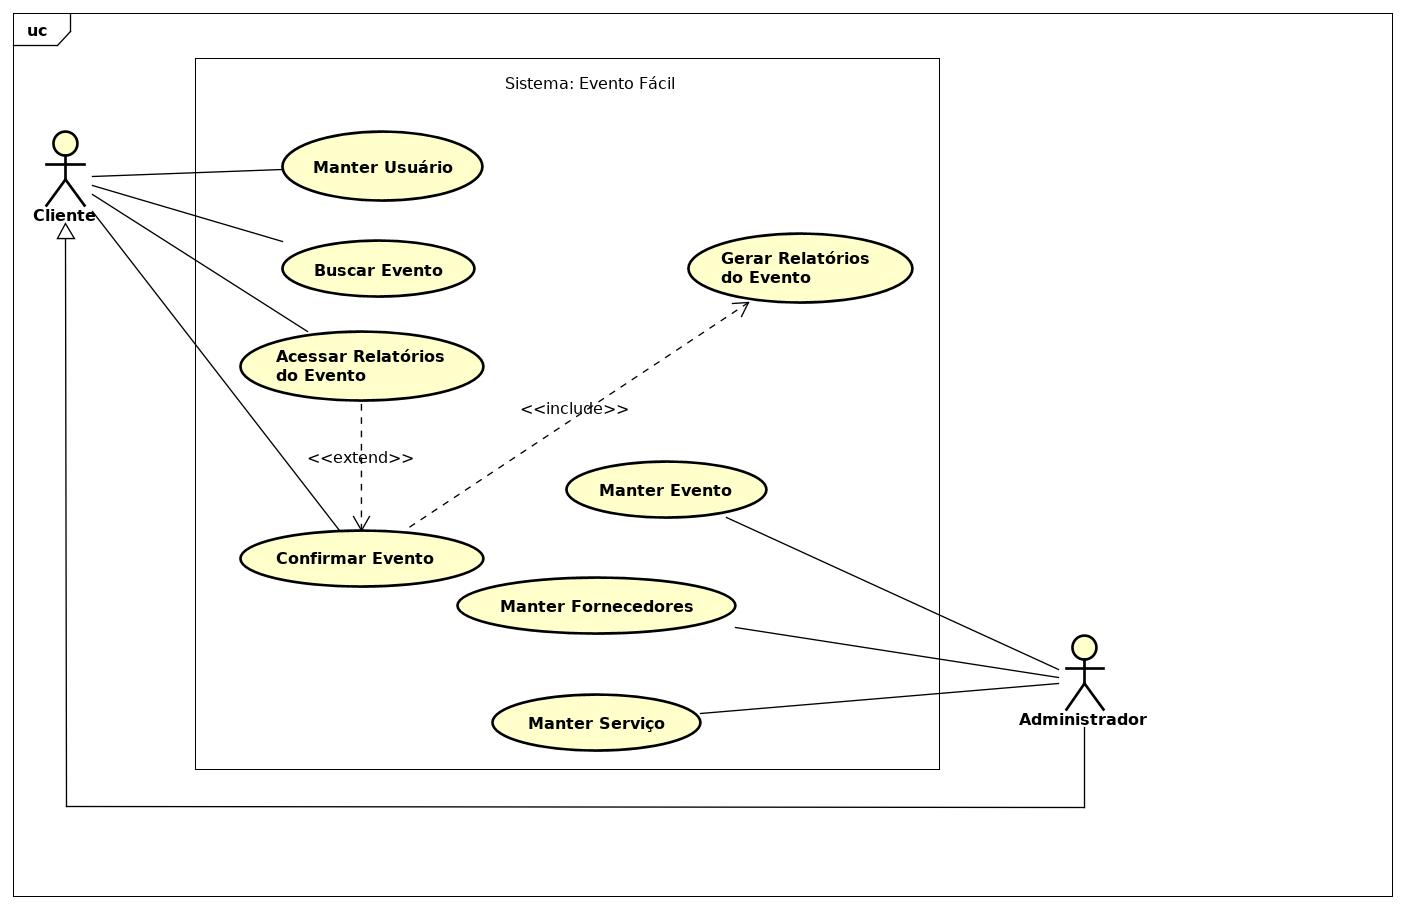 uc
Sistema: Evento Fácil
Manter Usuário
Cliente
Buscar Evento
Gerar Relatórios
do Evento
Acessar Relatórios
do Evento
<<include>>
<<extend>>
Manter Evento
Confirmar Evento
Manter Fornecedores
Manter Serviço
Administrador